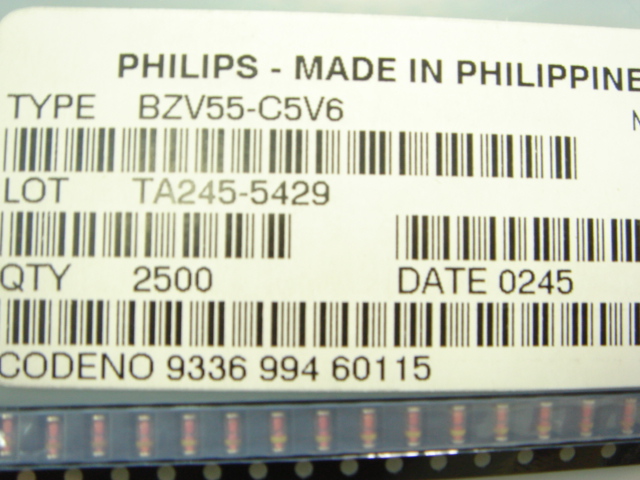 PHILIPS - MADE IN PHILIPPINE
TYPE BZV55-C5V6
N
LOT TA245-5429
QTY 2500 DATE 0245
CODENO 9336 994 60115